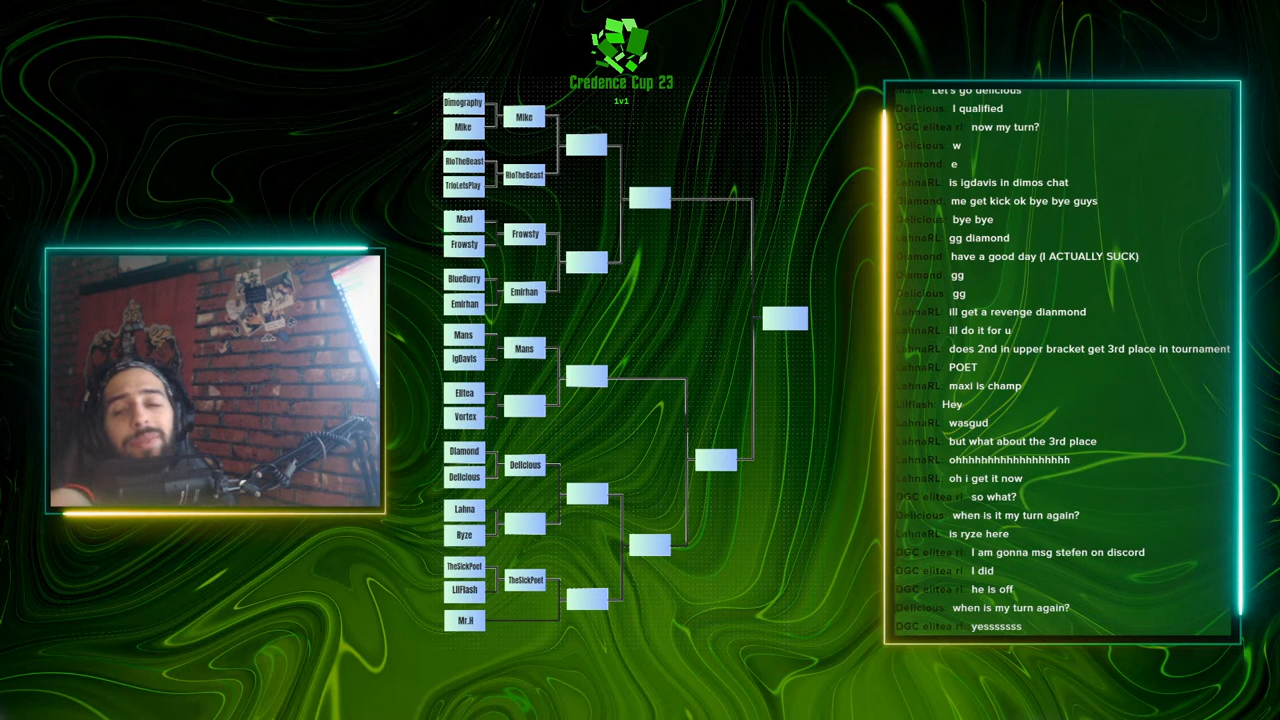 Credence Cup 23
1v1
Dimography
Mike
Mike
RioTheBeast
TrioLetsPlay
RioTheBeast
Maxi
Frowsty
Frowsty
BlueBurry
Emirhan
Emirhan
Mans
IgDavis
Mans
Elitea
Vortex
Diamond
Delicious
Delicious
Lahna
Ryze
TheSickPoet
LilFlash
TheSickPoet
Mr.H
Mans: Let's go delicious
Delicious: I qualified
DGC elitea rl: now my turn?
Delicious: w
Diamond: e
LahnaRL: is igdavis in dimos chat
Diamond: me get kick ok bye bye guys
Delicious: bye bye
LahnaRL: gg diamond
Diamond: have a good day (I ACTUALLY SUCK)
Diamond: gg
Delicious: gg
LahnaRL: ill get a revenge dianmond
LahnaRL: ill do it for u
LahnaRL: does 2nd in upper bracket get 3rd place in tournament
LahnaRL: POET
LahnaRL: maxi is champ
Lilflash: Hey
LahnaRL: wasgud
LahnaRL: but what about the 3rd place
LahnaRL: ohhhhhhhhhhhhhhhhhh
LahnaRL: oh i get it now
DGC elitea rl: so what?
Delicious: when is it my turn again?
LahnaRL: is ryze here
DGC elitea rl: I am gonna msg stefen on discord
DGC elitea rl: I did
DGC elitea rl: he is off
Delicious: when is my turn again?
DGC elitea rl: yesssssss